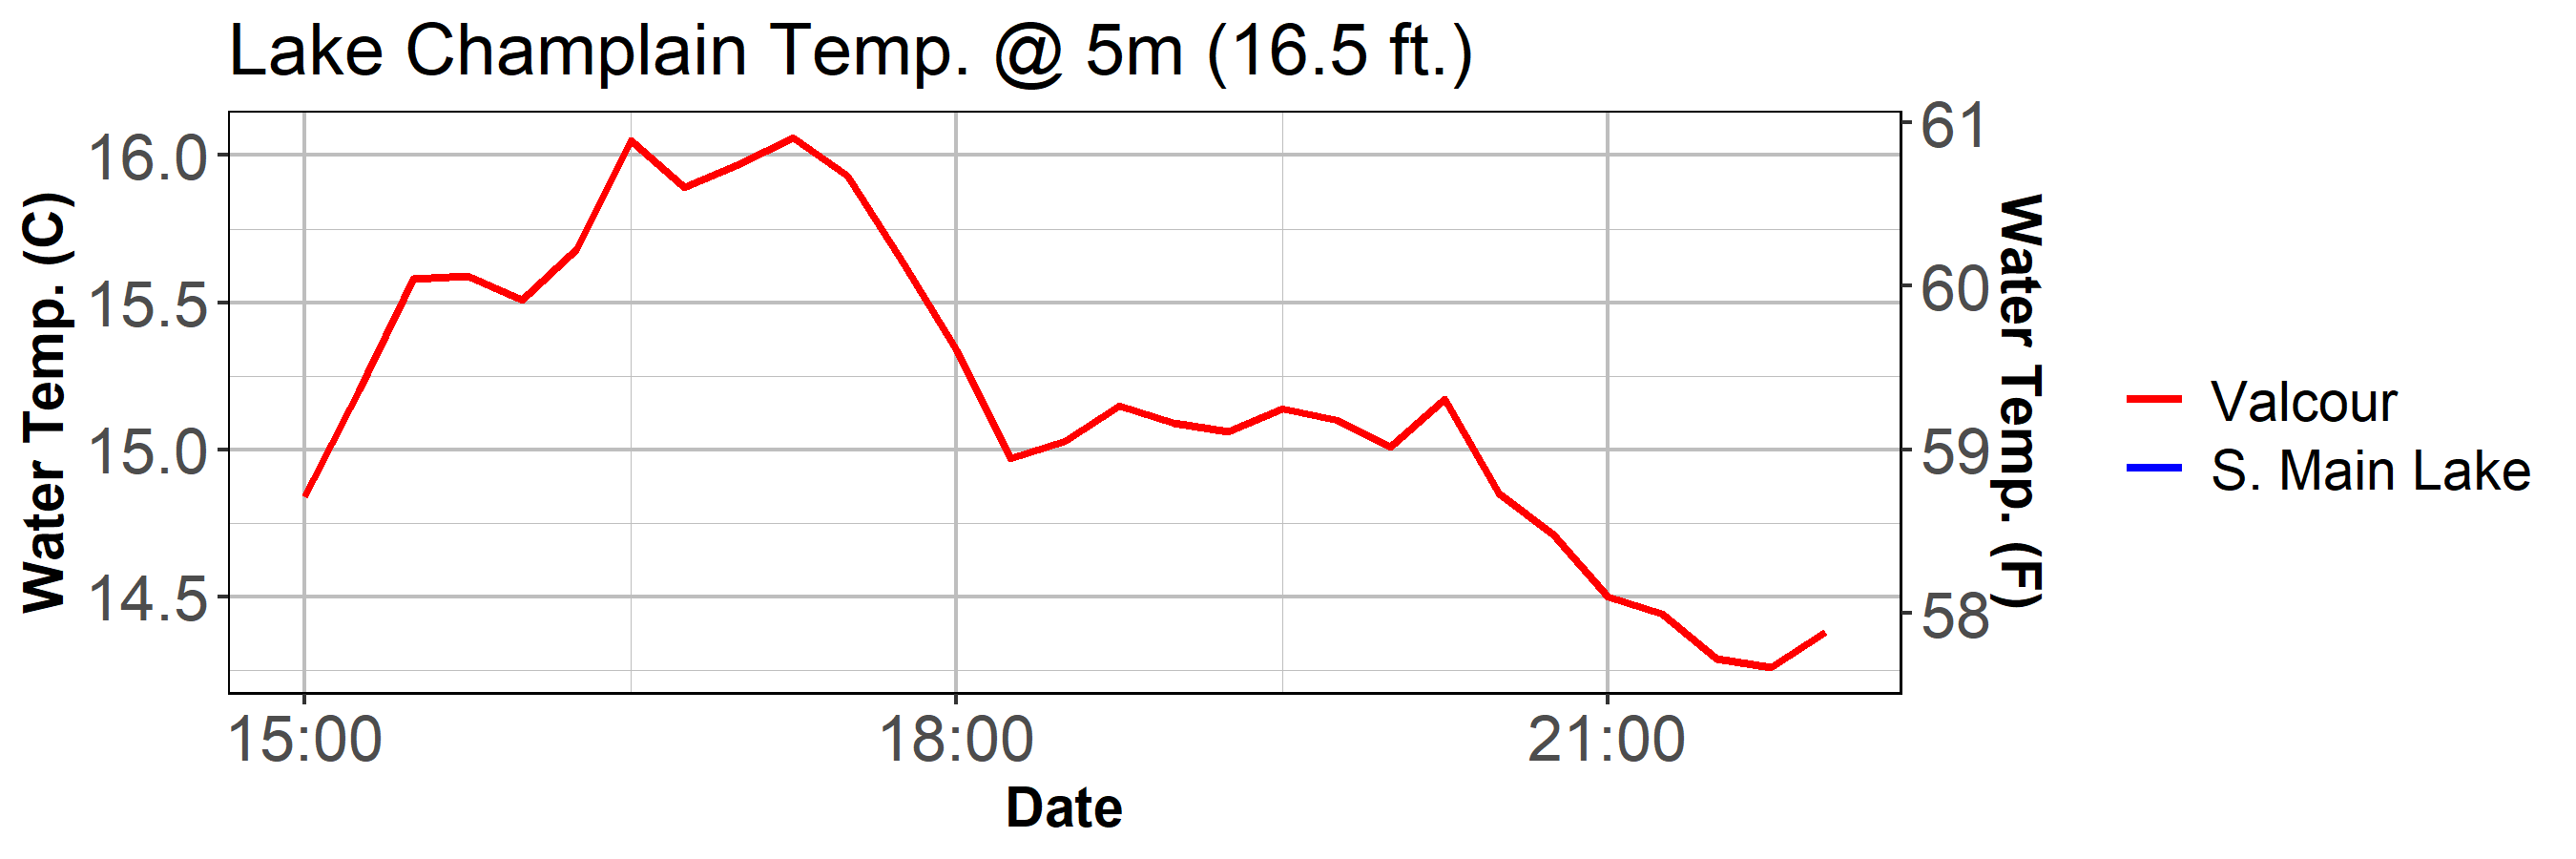 Lake Champlain Temp. @ 5m (16.5 ft.)
Water Temp. (C)
16.0
15.5
15.0
14.5
61
60
59
58
Water Temp. (F)
15:00
18:00
21:00
Date
Valcour
S. Main Lake